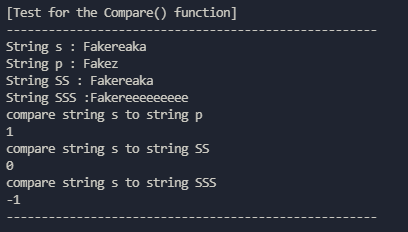 [Test for the Compare() function]
-----------------------------------------------------
String s : Fakereaka
String p : Fakez
String SS : Fakereaka
String SSS :Fakereeeeeeeee
compare string s to string p
1
compare string s to string SS
0
compare string s to string SSS
-1
-----------------------------------------------------